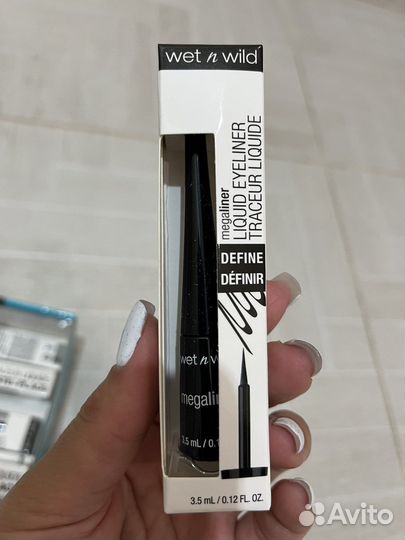 wet n wild®
megaliner
LIQUID EYELINER
TRACEUR LIQUIDE
DEFINE
DÉFINIR
wet n wild
megaliner
3.5 mL / 0.1
3.5 mL / 0.12 FL. OZ.
Avito